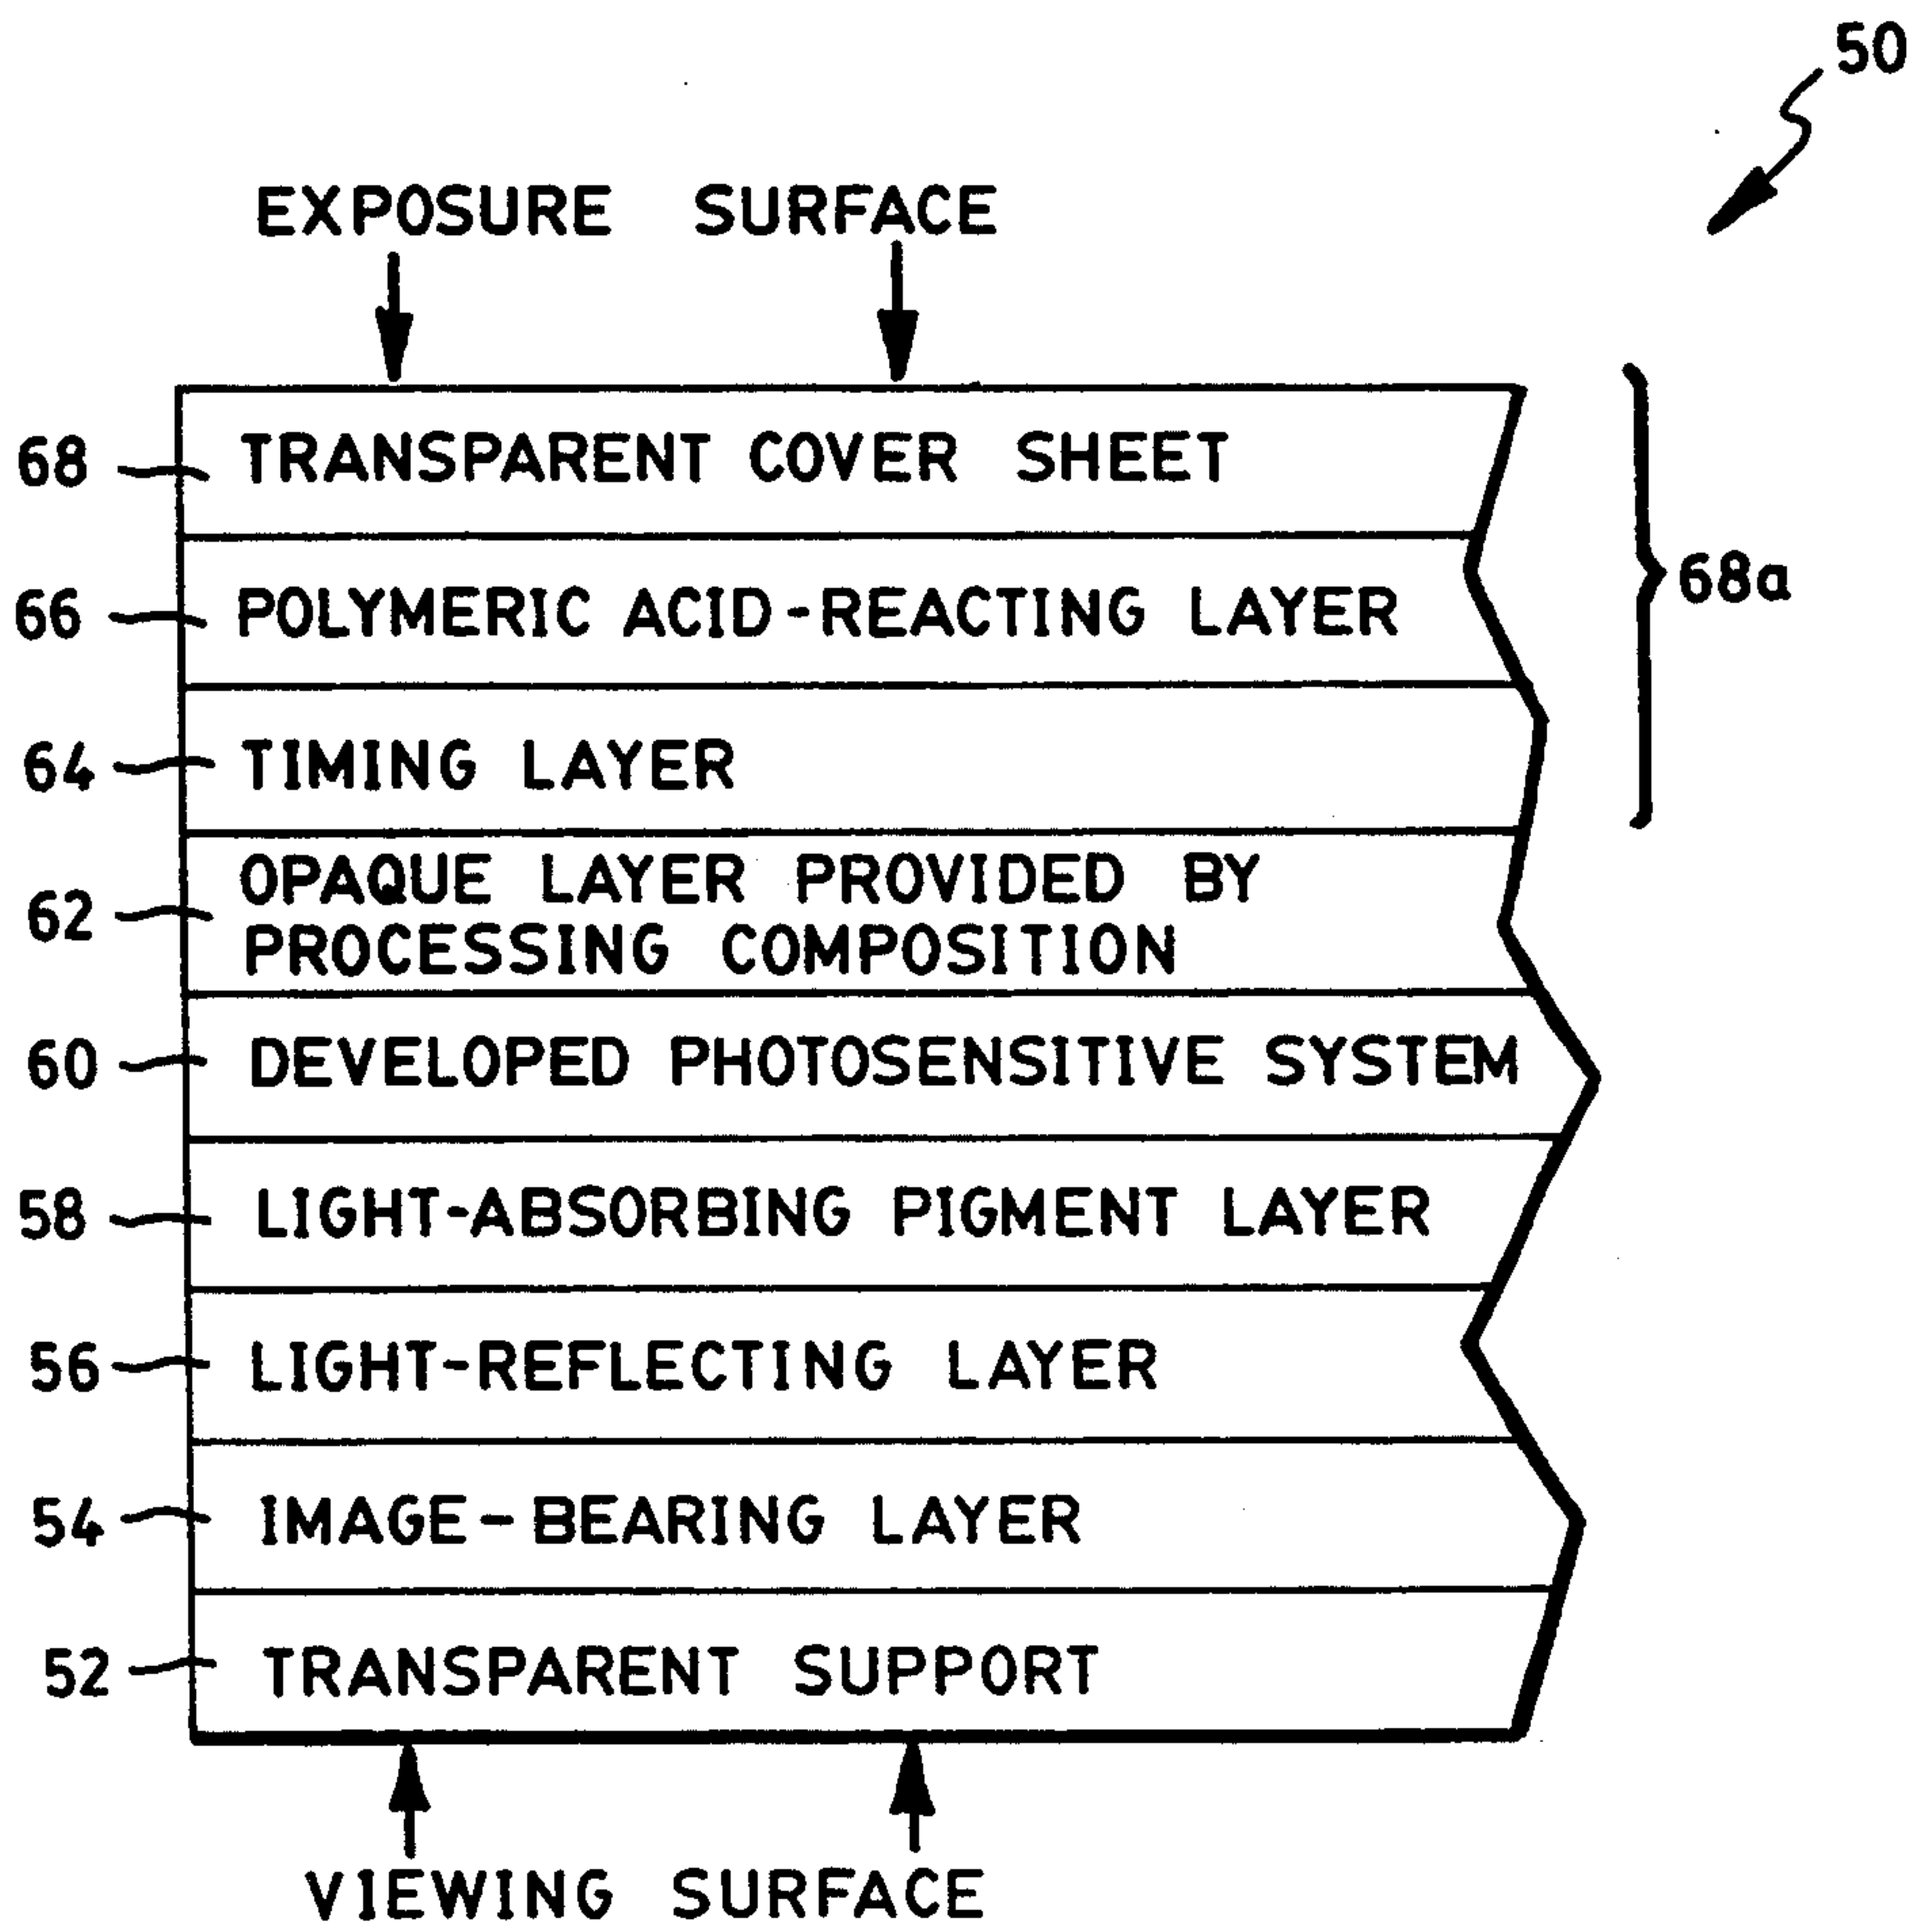 50
EXPOSURE SURFACE
68 TRANSPARENT COVER SHEET
66 POLYMERIC ACID-REACTING LAYER
68a
64 TIMING LAYER
62 OPAQUE LAYER PROVIDED BY
PROCESSING COMPOSITION
60 DEVELOPED PHOTOSENSITIVE SYSTEM
58 LIGHT-ABSORBING PIGMENT LAYER
56 LIGHT-REFLECTING LAYER
54 IMAGE-BEARING LAYER
52 TRANSPARENT SUPPORT
VIEWING SURFACE